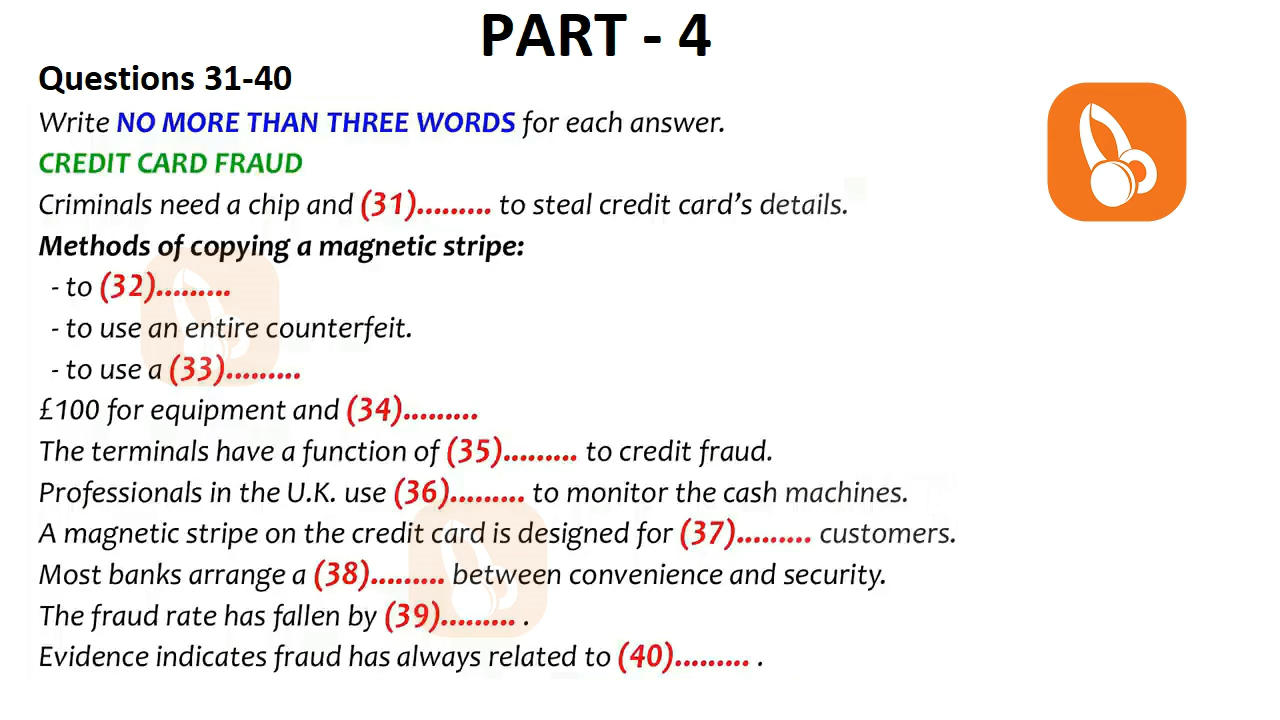 PART - 4
Questions 31-40
Write NO MORE THAN THREE WORDS for each answer.
CREDIT CARD FRAUD
Criminals need a chip and (31)......... to steal credit card’s details.
Methods of copying a magnetic stripe:
- to (32).........
- to use an entire counterfeit.
- to use a (33).........
£100 for equipment and (34).........
The terminals have a function of (35)......... to credit fraud.
Professionals in the U.K. use (36)......... to monitor the cash machines.
A magnetic stripe on the credit card is designed for (37)......... customers.
Most banks arrange a (38)......... between convenience and security.
The fraud rate has fallen by (39)......... .
Evidence indicates fraud has always related to (40)......... .